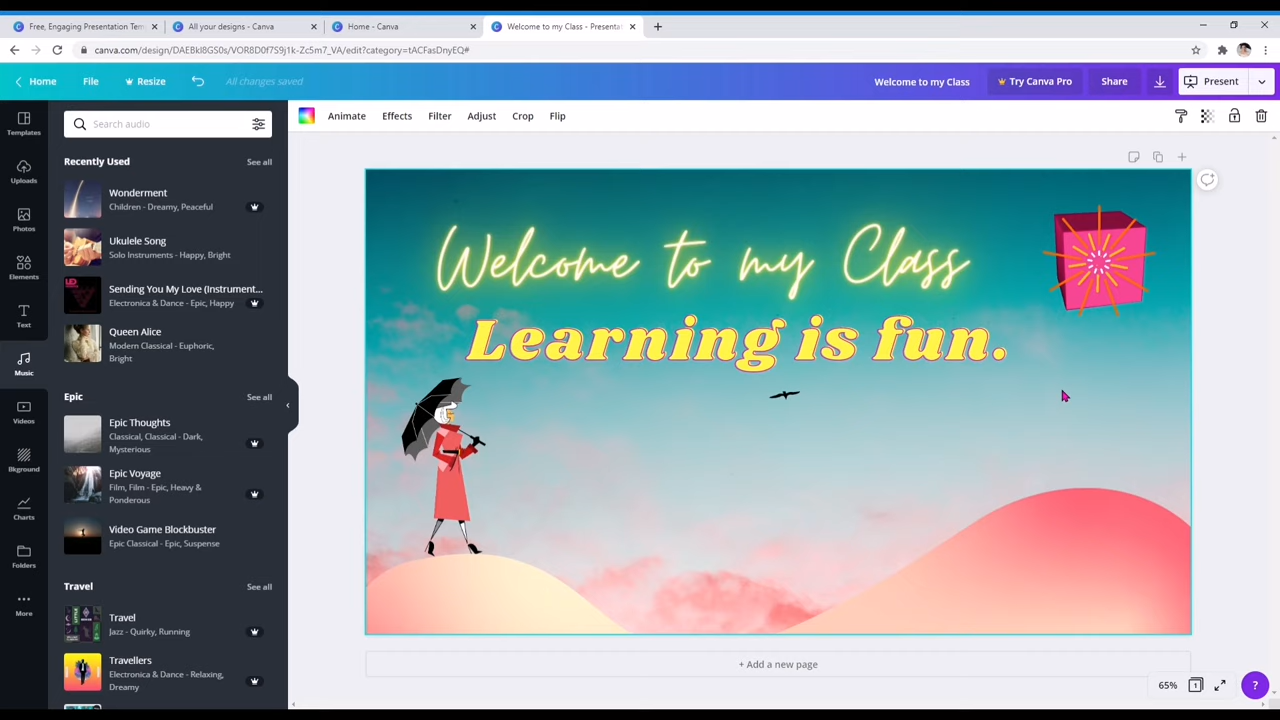 Free, Engaging Presentation Tem
All your designs - Canva
Home - Canva
Welcome to my Class - Presentat
canva.com/design/DAEBkl8GS0s/VOR8D0f7S9j1k-Zc5m7_VA/edit?category=tACFasDnyEQ#
Home
File
Resize
All changes saved
Welcome to my Class
Try Canva Pro
Share
Present
Templates
Uploads
Photos
Elements
Text
Music
Videos
Bkground
Charts
Folders
More
Search audio
Recently Used
See all
Wonderment
Children - Dreamy, Peaceful
Ukulele Song
Solo Instruments - Happy, Bright
Sending You My Love (Instrument...
Electronica & Dance - Epic, Happy
Queen Alice
Modern Classical - Euphoric,
Bright
Epic
See all
Epic Thoughts
Classical, Classical - Dark,
Mysterious
Epic Voyage
Film, Film - Epic, Heavy &
Ponderous
Video Game Blockbuster
Epic Classical - Epic, Suspense
Travel
See all
Travel
Jazz - Quirky, Running
Travellers
Electronica & Dance - Relaxing,
Dreamy
Animate
Effects
Filter
Adjust
Crop
Flip
Welcome to my Class
Learning is fun.
+ Add a new page
65%
1
?